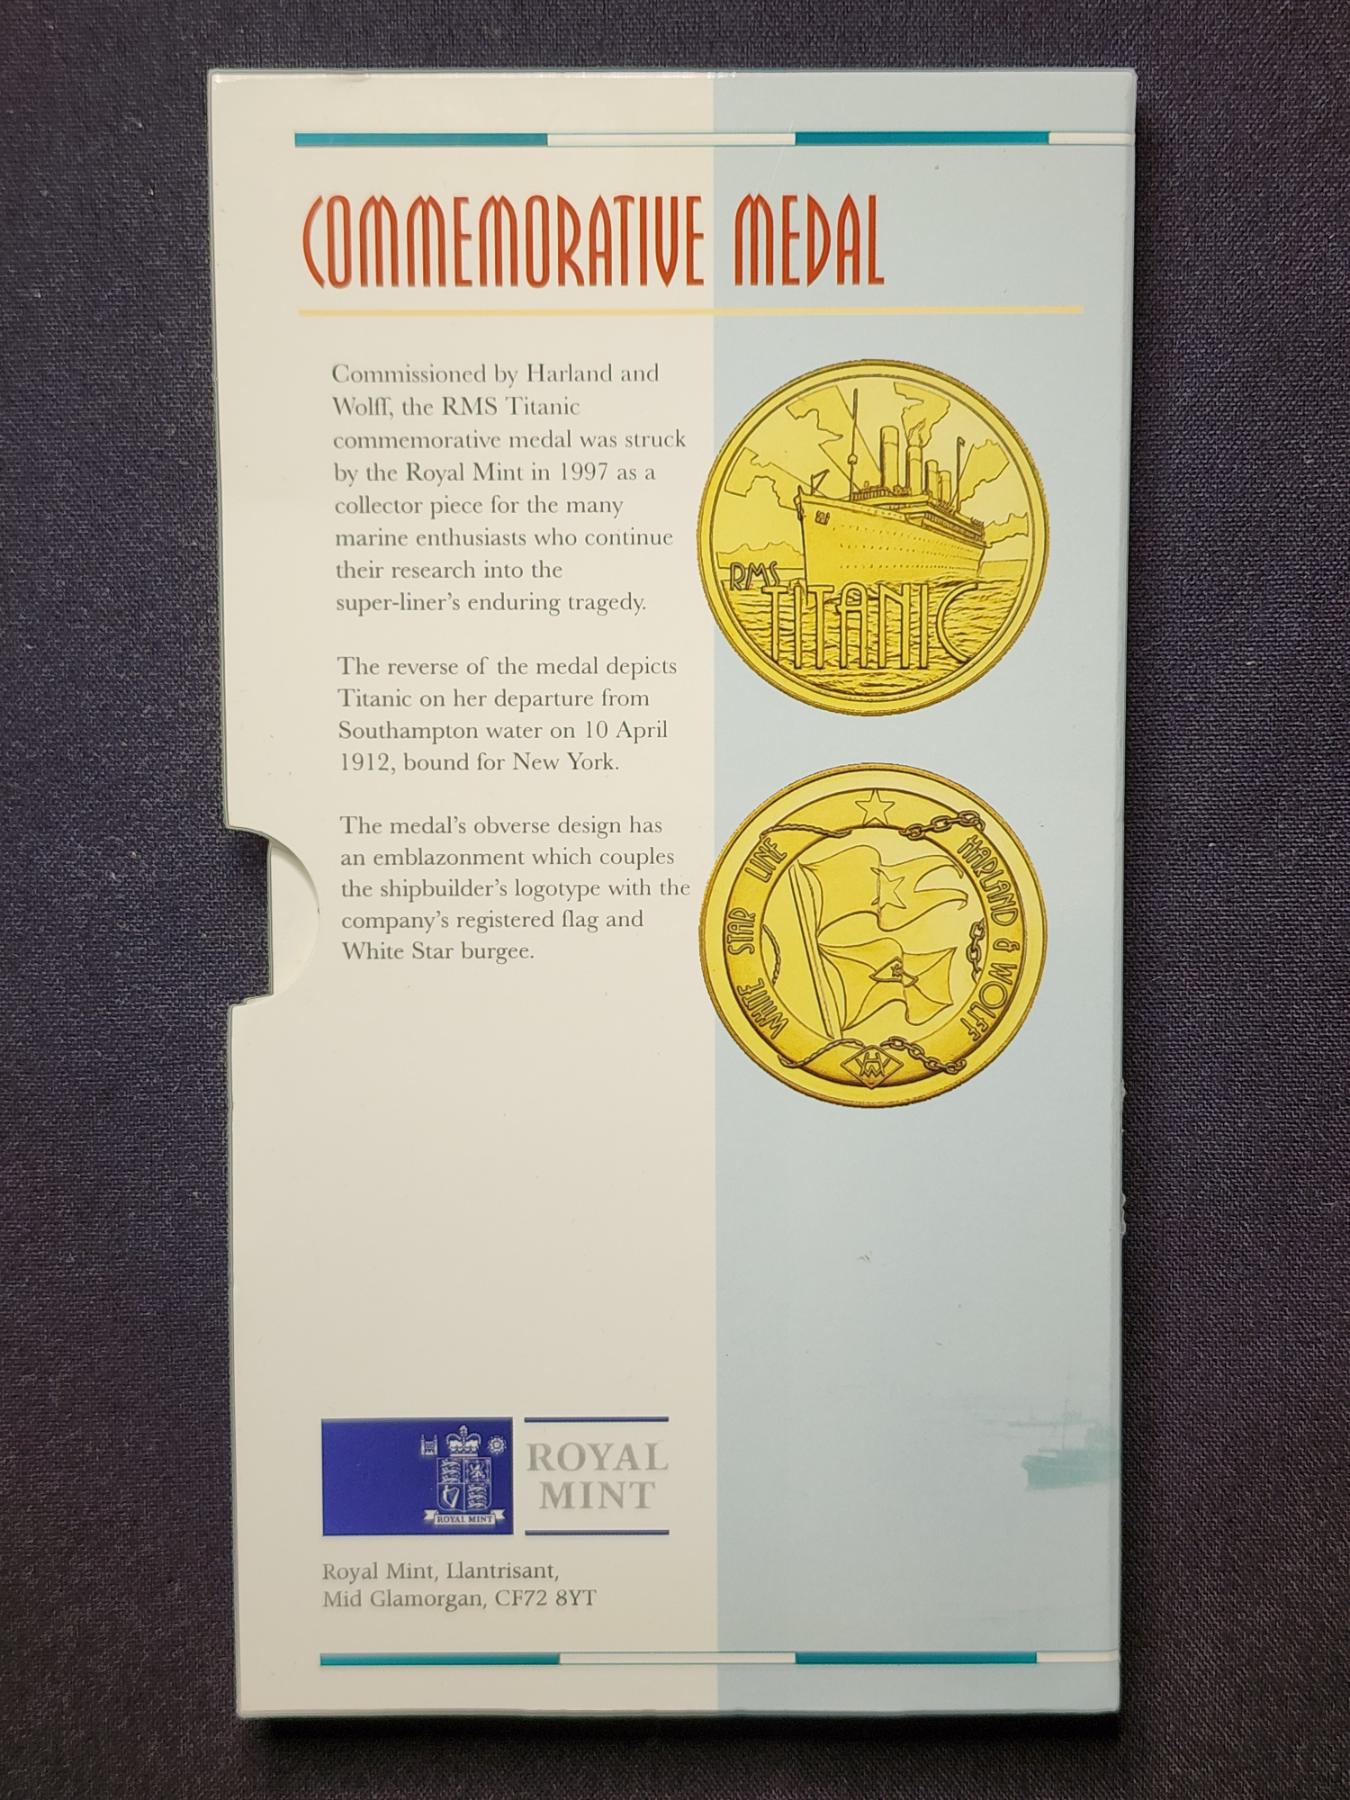 COMMEMORATIVE MEDAL
Commissioned by Harland and
Wolff, the RMS Titanic
commemorative medal was struck
by the Royal Mint in 1997 as a
collector piece for the many
marine enthusiasts who continue
their research into the
super-liner's enduring tragedy.
The reverse of the medal depicts
Titanic on her departure from
Southampton water on 10 April
1912, bound for New York.
The medal's obverse design has
an emblazonment which couples
the shipbuilder's logotype with the
company's registered flag and
White Star burgee.
RMS
TITANIC
WHITE STAR LINE
HARLAND & WOLFF
HW
ROYAL MINT
ROYAL
MINT
Royal Mint, Llantrisant,
Mid Glamorgan, CF72 8YT